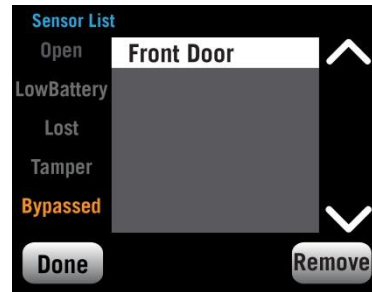 Sensor List
Open
Front Door
LowBattery
Lost
Tamper
Bypassed
Done
Remove